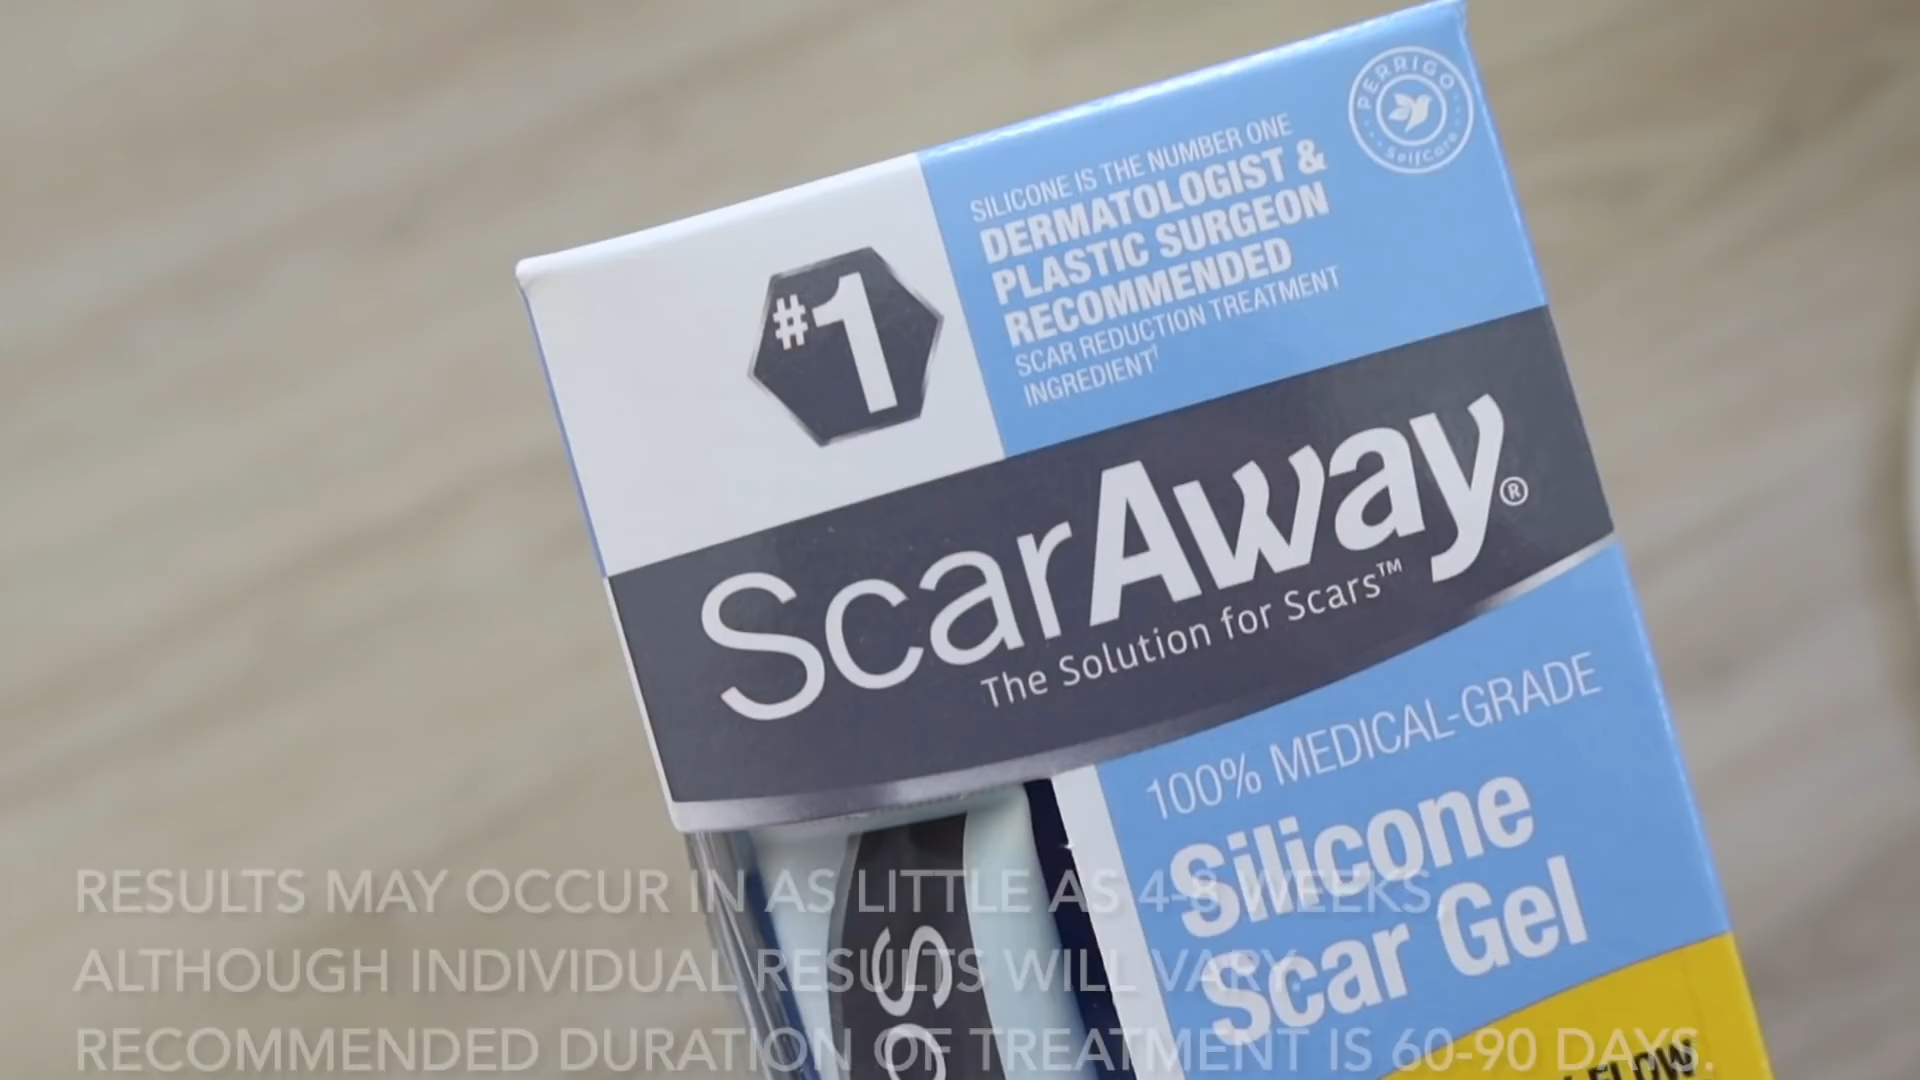 PERRIGO
SelfCare
SILICONE IS THE NUMBER ONE
DERMATOLOGIST &
PLASTIC SURGEON
RECOMMENDED
SCAR REDUCTION TREATMENT
INGREDIENT†
#1
ScarAway®
The Solution for Scars™
100% MEDICAL-GRADE
Silicone
Scar Gel
FLOW
RESULTS MAY OCCUR IN AS LITTLE AS 4-8 WEEKS
ALTHOUGH INDIVIDUAL RESULTS WILL VARY.
RECOMMENDED DURATION OF TREATMENT IS 60-90 DAYS.